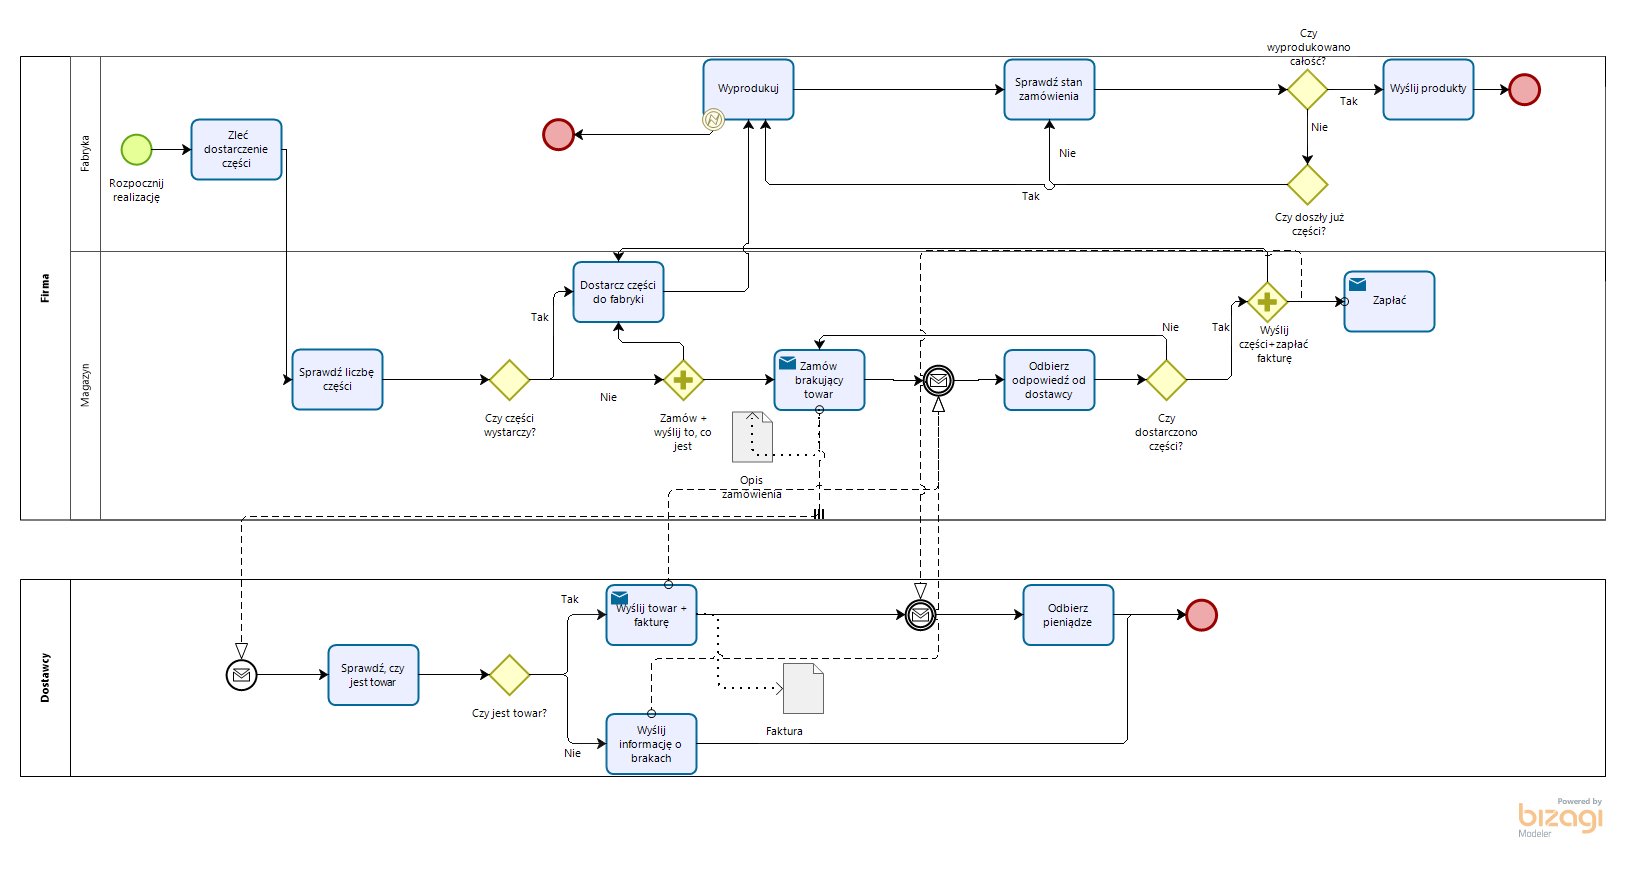 Firma
Fabryka
Rozpocznij
realizację
Zleć
dostarczenie
części
Wyprodukuj
Sprawdź stan
zamówienia
Czy
wyprodukowano
całość?
Tak
Wyślij produkty
Nie
Czy doszły już
części?
Tak
Nie
Magazyn
Sprawdź liczbę
części
Czy części
wystarczy?
Tak
Nie
Dostarcz części
do fabryki
Zamów +
wyślij to, co
jest
Zamów
brakujący
towar
Opis
zamówienia
Odbierz
odpowiedź od
dostawcy
Czy
dostarczono
części?
Nie
Tak
Wyślij
części+zapłać
fakturę
Zapłać
Dostawcy
Sprawdź, czy
jest towar
Czy jest towar?
Tak
Nie
Wyślij towar +
fakturę
Faktura
Wyślij
informację o
brakach
Odbierz
pieniądze
Powered by
bizagi
Modeler